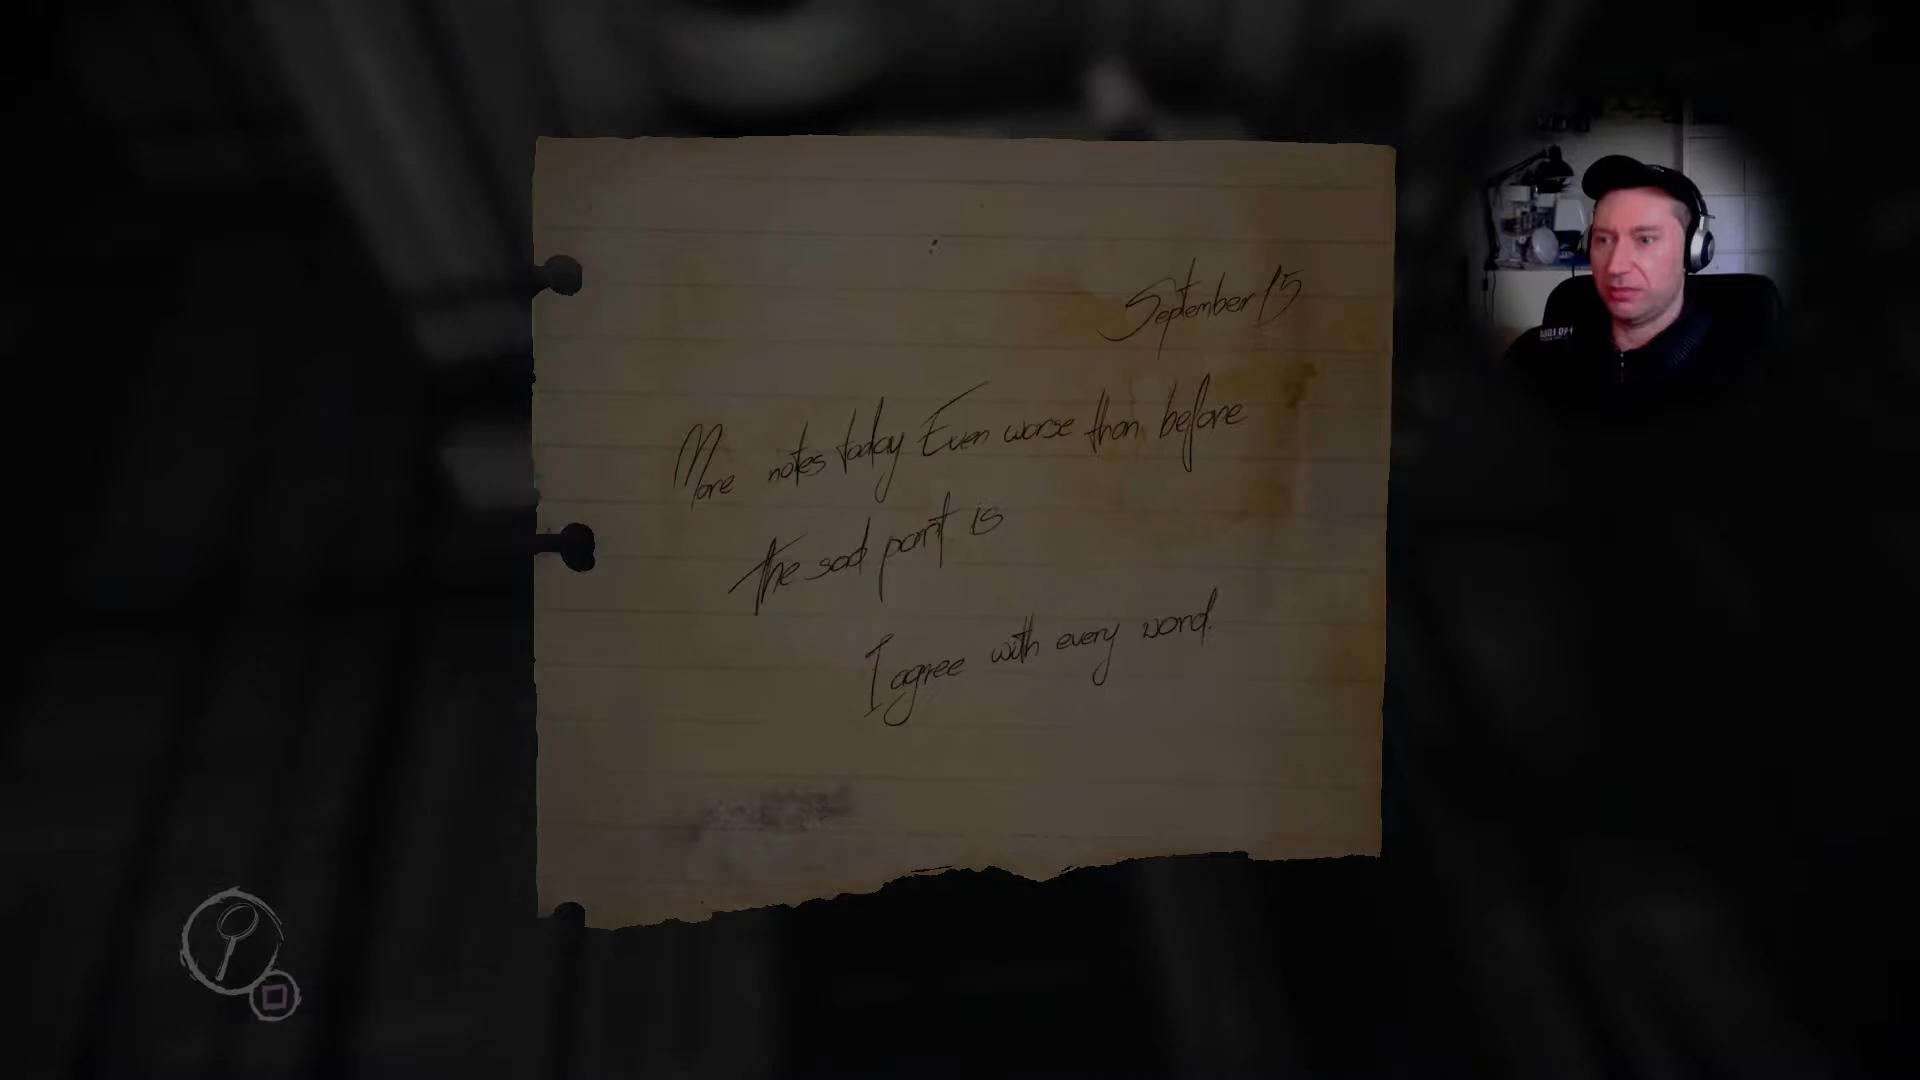 September 15
More notes today Even worse than before
the sad part is
I agree with every word.